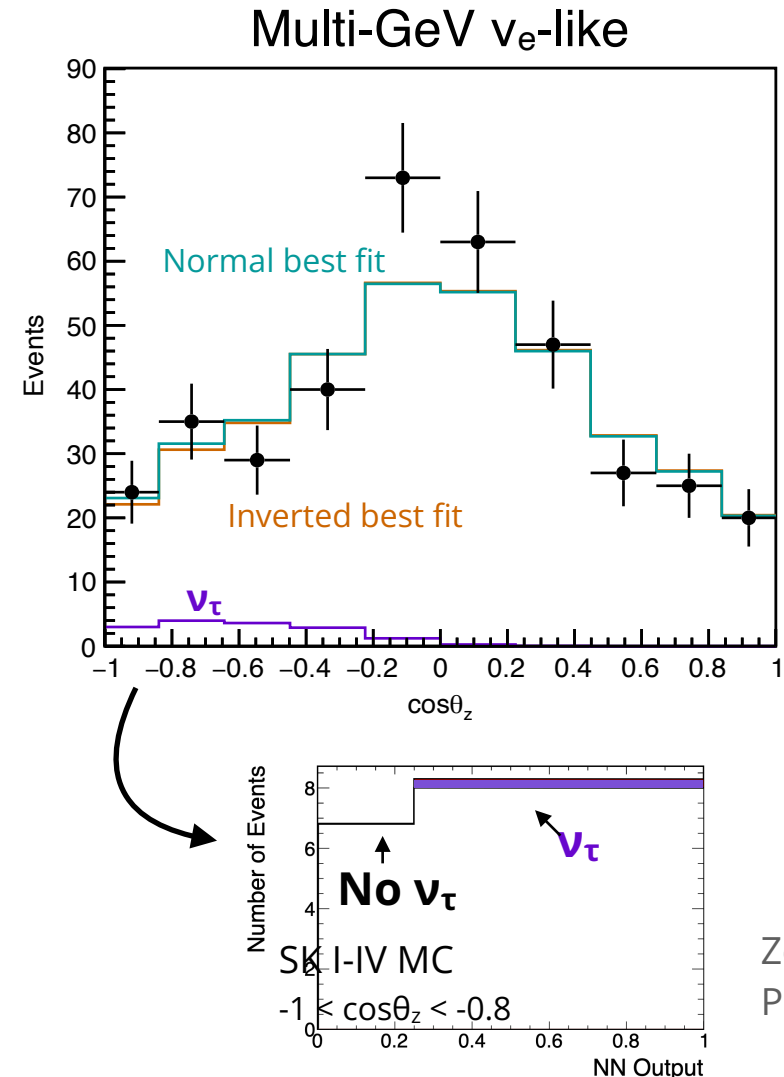 Multi-GeV νe-like
90
80
70
60
50
40
30
20
10
0
Events
Normal best fit
Inverted best fit
ντ
−1 −0.8 −0.6 −0.4 −0.2 0 0.2 0.4 0.6 0.8 1
cosθz
Number of Events
8
6
4
2
0
No ντ
ντ
SK I-IV MC
-1 < cosθz < -0.8
0 0.2 0.4 0.6 0.8 1
NN Output
Z
P